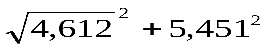 √4,612² + 5,451²